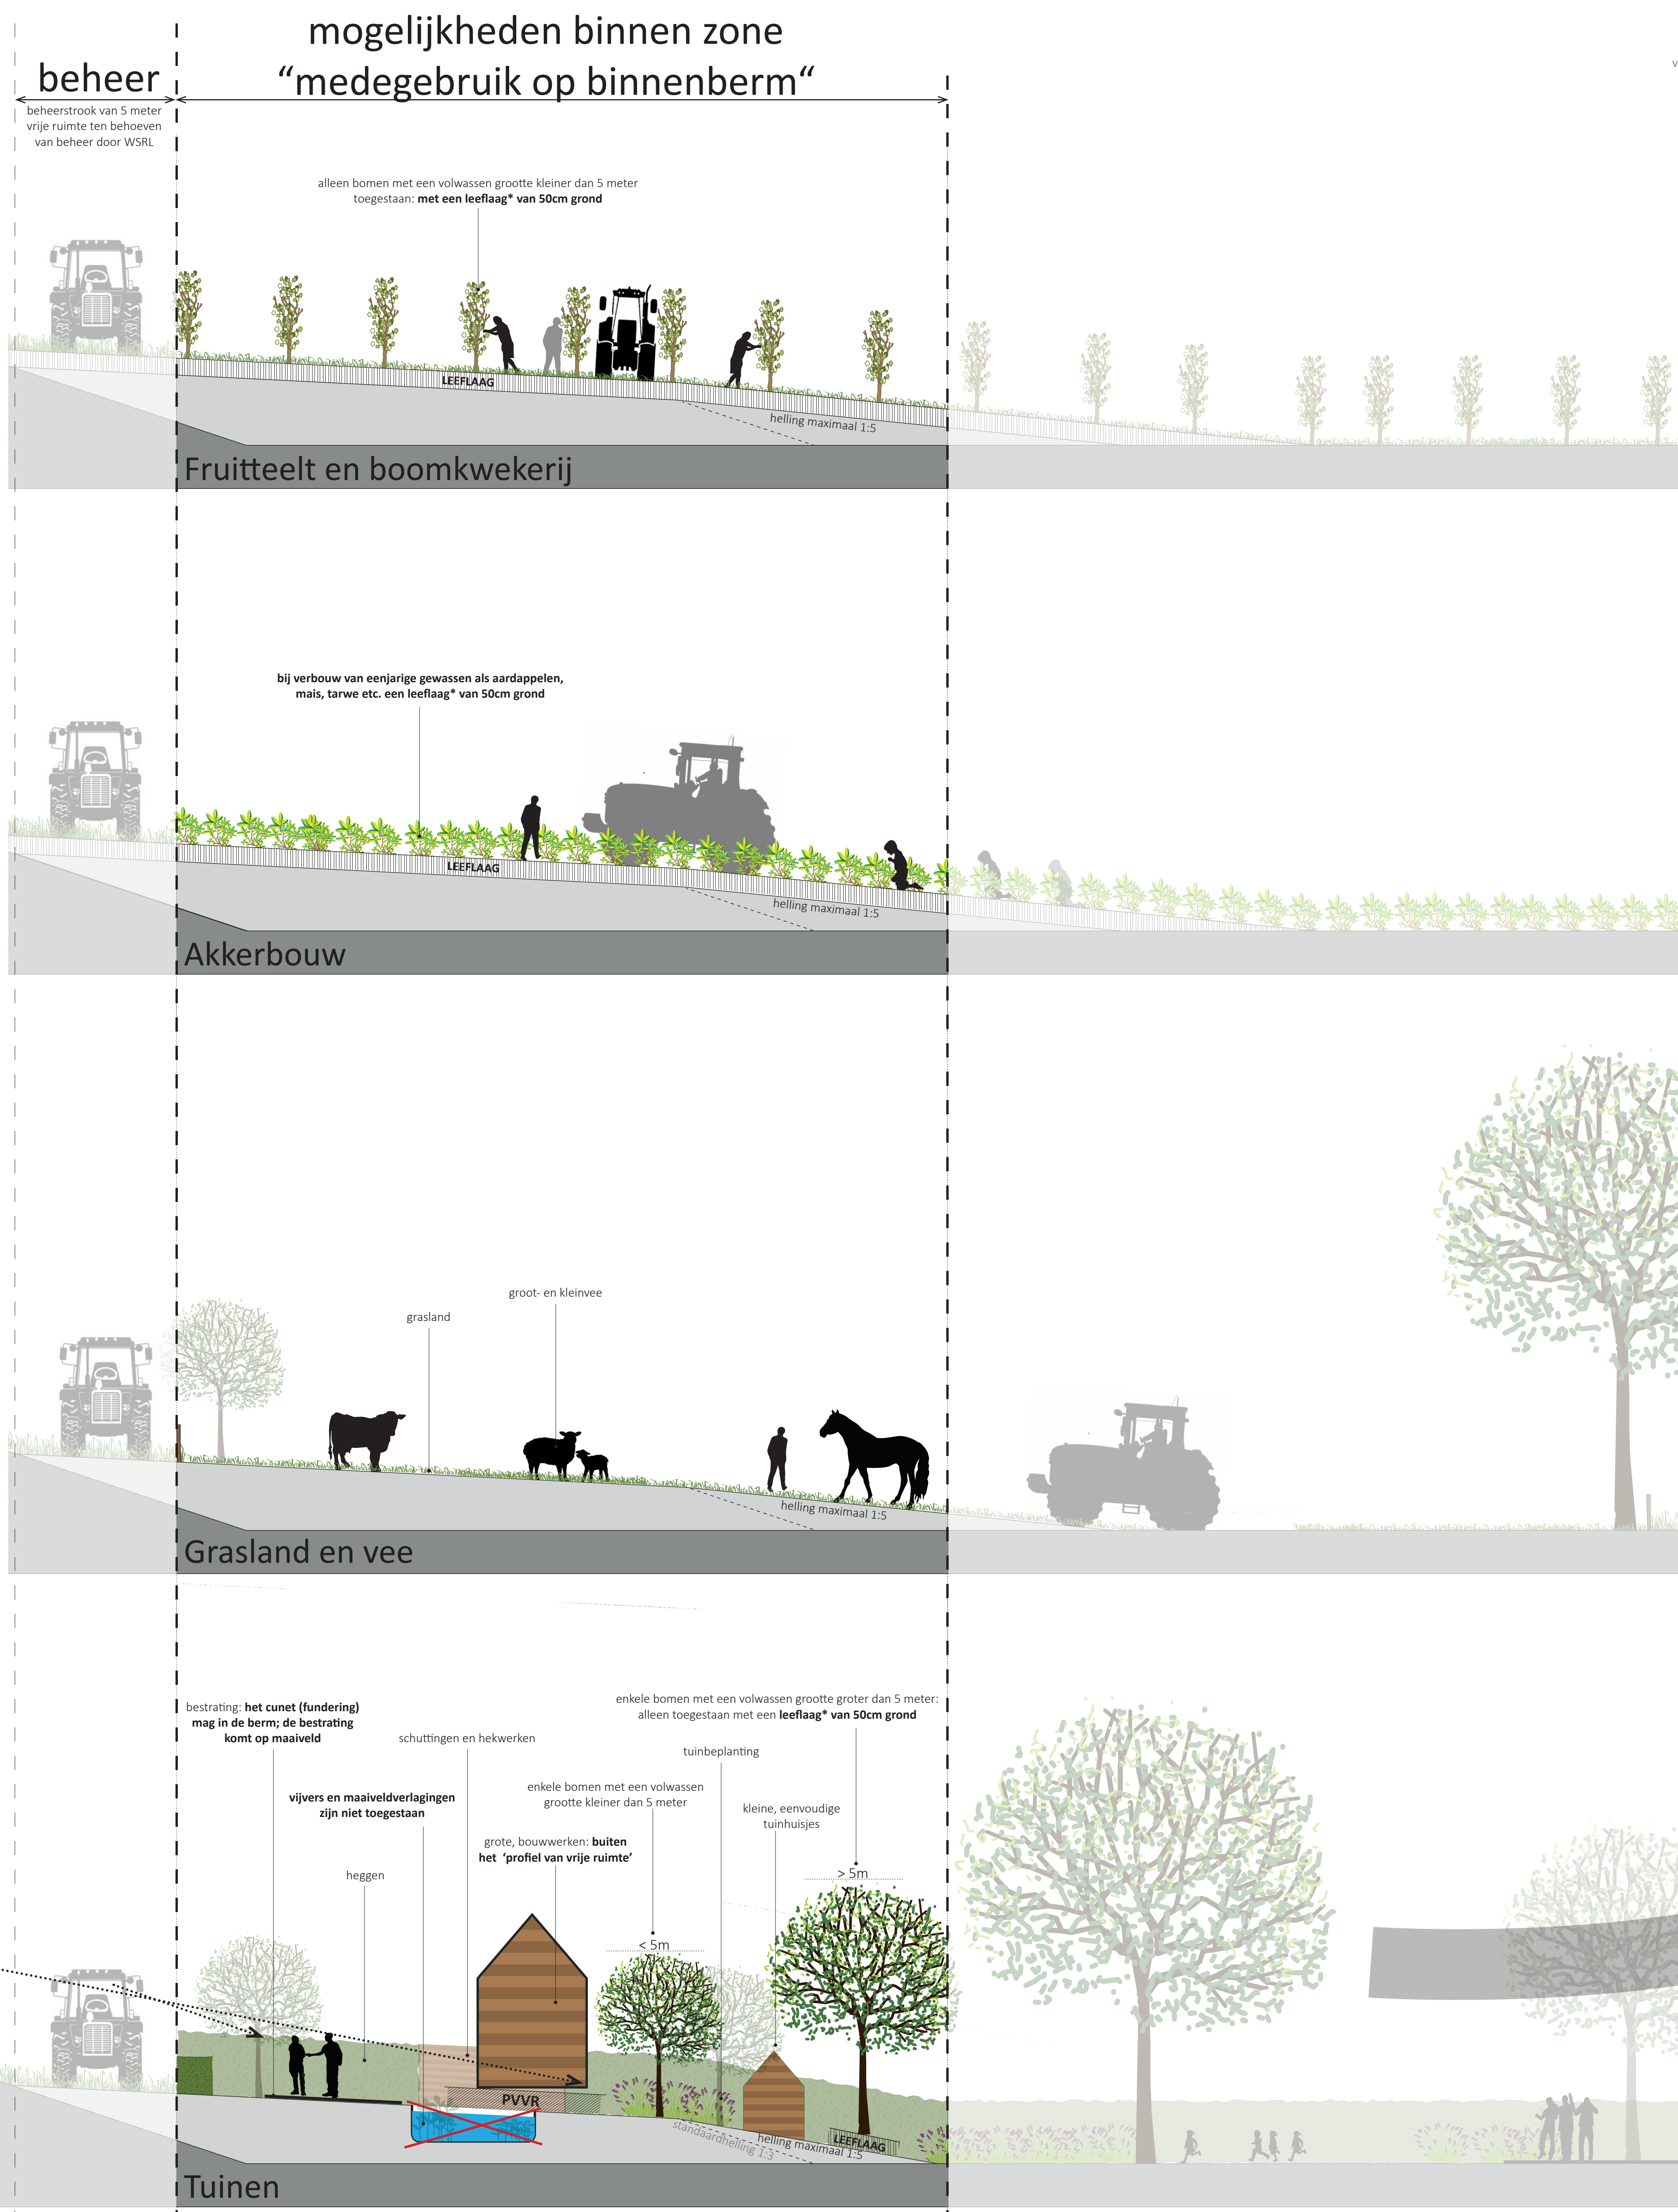 mogelijkheden binnen zone
“medegebruik op binnenberm“
beheer
beheerstrook van 5 meter
vrije ruimte ten behoeven
van beheer door WSRL
alleen bomen met een volwassen grootte kleiner dan 5 meter
toegestaan: met een leeflaag* van 50cm grond
LEEFLAAG
helling maximaal 1:5
Fruitteelt en boomkwekerij
bij verbouw van eenjarige gewassen als aardappelen,
mais, tarwe etc. een leeflaag* van 50cm grond
LEEFLAAG
helling maximaal 1:5
Akkerbouw
groot- en kleinvee
grasland
helling maximaal 1:5
Grasland en vee
bestrating: het cunet (fundering)
mag in de berm; de bestrating
komt op maaiveld
schuttingen en hekwerken
enkele bomen met een volwassen grootte groter dan 5 meter:
alleen toegestaan met een leeflaag* van 50cm grond
tuinbeplanting
vijvers en maaiveldverlagingen
zijn niet toegestaan
enkele bomen met een volwassen
grootte kleiner dan 5 meter
kleine, eenvoudige
tuinhuisjes
grote, bouwwerken: buiten
het ‘profiel van vrije ruimte’
heggen
> 5m
< 5m
PVVR
standaardhelling 1:3
helling maximaal 1:5
LEEFLAAG
Tuinen